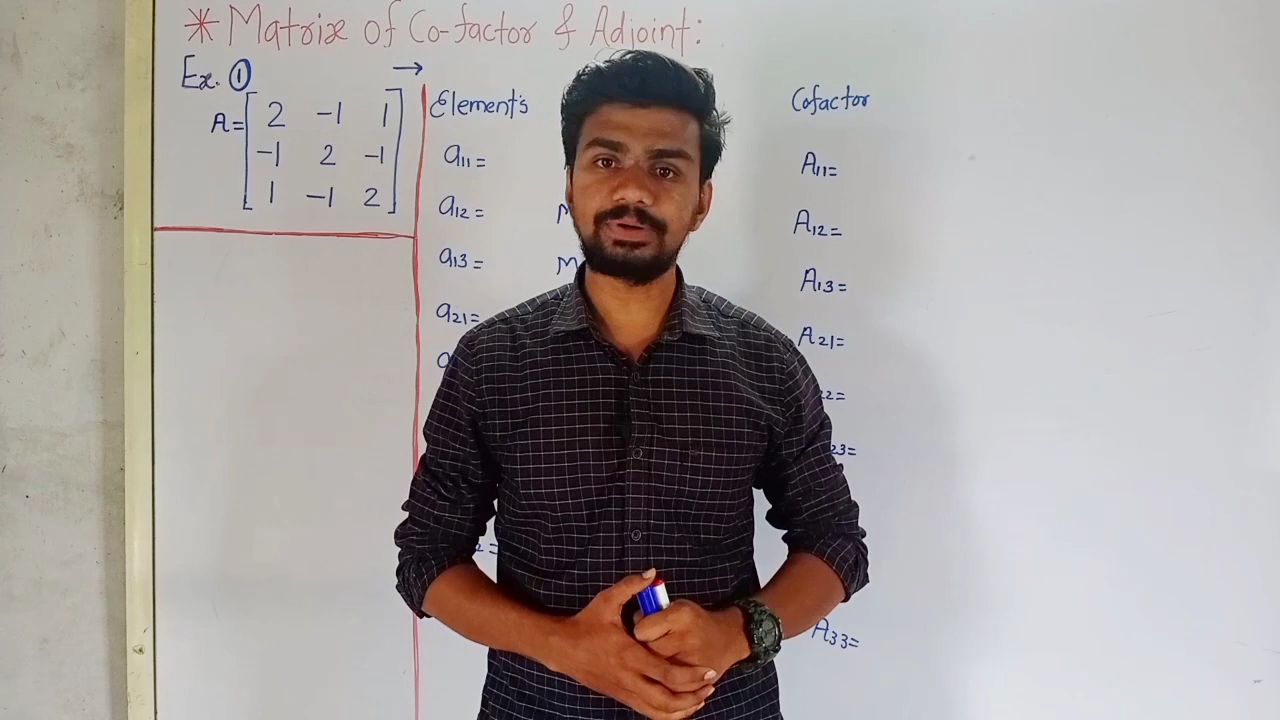 * Matrix of Co-factor & Adjoint:
Ex. ① →
A= [ 2 -1 1
-1 2 -1
1 -1 2 ]
Element's
a11=
a12=
a13=
a21=
M
Cofactor
A11=
A12=
A13=
A21=
22=
23=
A33=